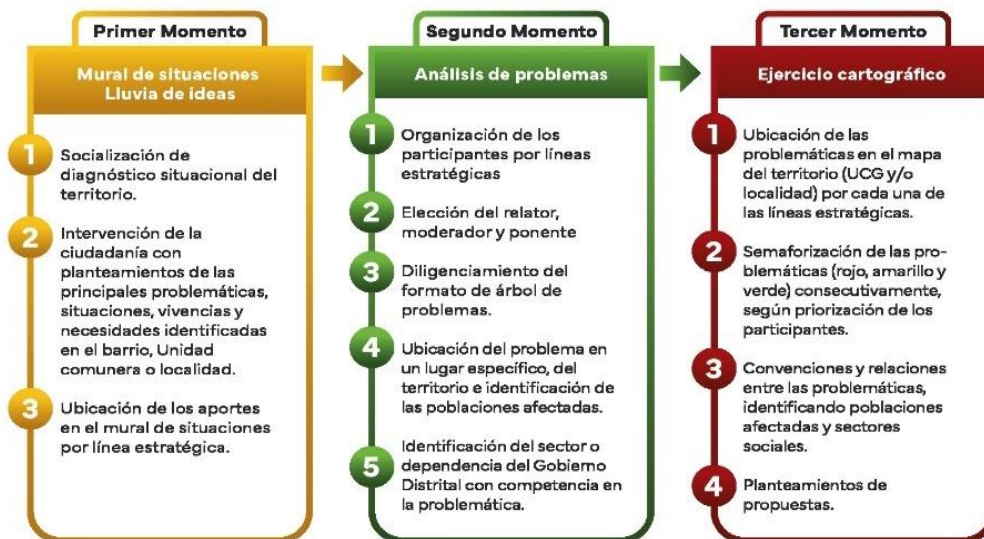 Primer Momento
Mural de situaciones
Lluvia de ideas
1
Socialización de
diagnóstico situacional del
territorio.
2
Intervención de la
ciudadanía con
planteamientos de las
principales problemáticas,
situaciones, vivencias y
necesidades identificadas
en el barrio, Unidad
comunera o localidad.
3
Ubicación de los aportes
en el mural de situaciones
por línea estratégica.
Segundo Momento
Análisis de problemas
1
Organización de los
participantes por líneas
estratégicas
2
Elección del relator,
moderador y ponente
3
Diligenciamiento del
formato de árbol de
problemas.
4
Ubicación del problema en
un lugar específico, del
territorio e identificación de
las poblaciones afectadas.
5
Identificación del sector o
dependencia del Gobierno
Distrital con competencia en
la problemática.
Tercer Momento
Ejercicio cartográfico
1
Ubicación de las
problemáticas en el mapa
del territorio (UCG y/o
localidad) por cada una de
las líneas estratégicas.
2
Semaforización de las pro-
blemáticas (rojo, amarillo y
verde) consecutivamente,
según priorización de los
participantes.
3
Convenciones y relaciones
entre las problemáticas,
identificando poblaciones
afectadas y sectores
sociales.
4
Planteamientos de
propuestas.